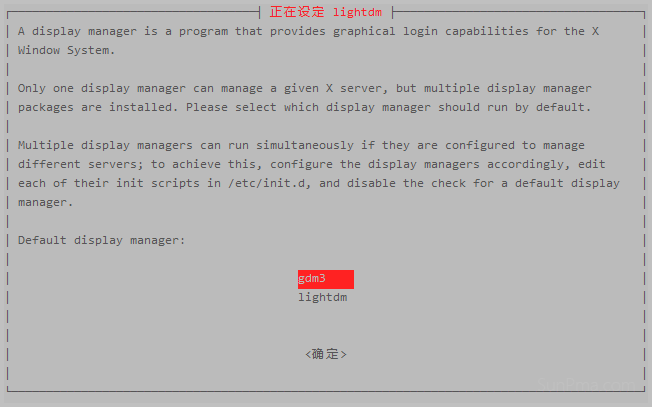 正在设定 lightdm
A display manager is a program that provides graphical login capabilities for the X
Window System.
Only one display manager can manage a given X server, but multiple display manager
packages are installed. Please select which display manager should run by default.
Multiple display managers can run simultaneously if they are configured to manage
different servers; to achieve this, configure the display managers accordingly, edit
each of their init scripts in /etc/init.d, and disable the check for a default display
manager.
Default display manager:
gdm3
lightdm
<确定>